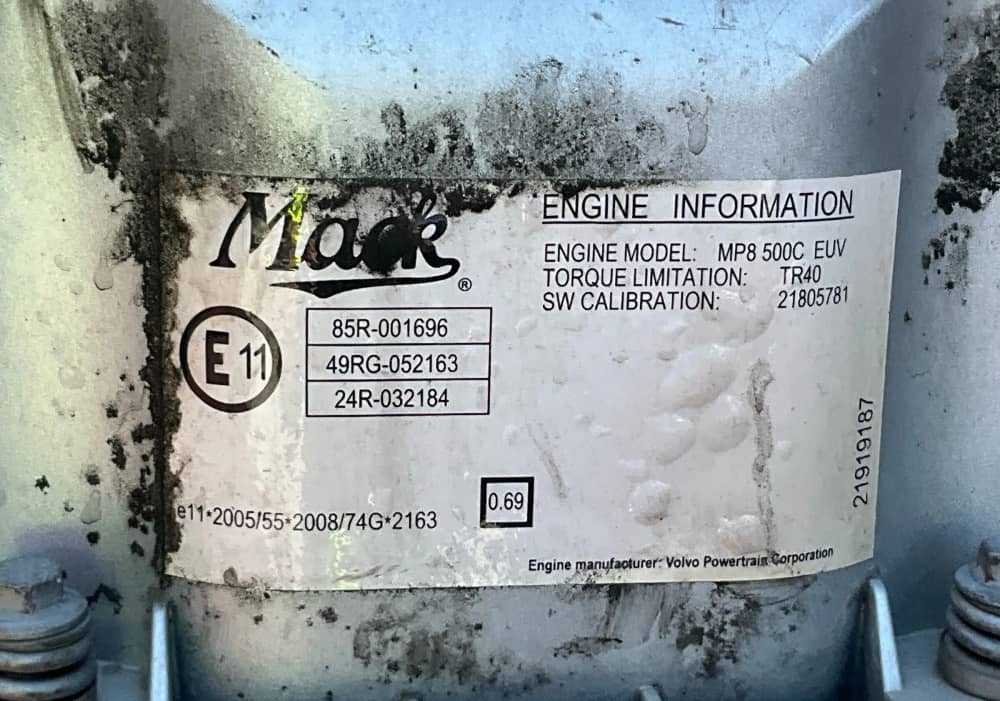 Mack®
ENGINE INFORMATION
ENGINE MODEL: MP8 500C EUV
TORQUE LIMITATION: TR40
SW CALIBRATION: 21805781
E 11
85R-001696
49RG-052163
24R-032184
21919187
e11*2005/55*2008/74G*2163
0.69
Engine manufacturer: Volvo Powertrain Corporation